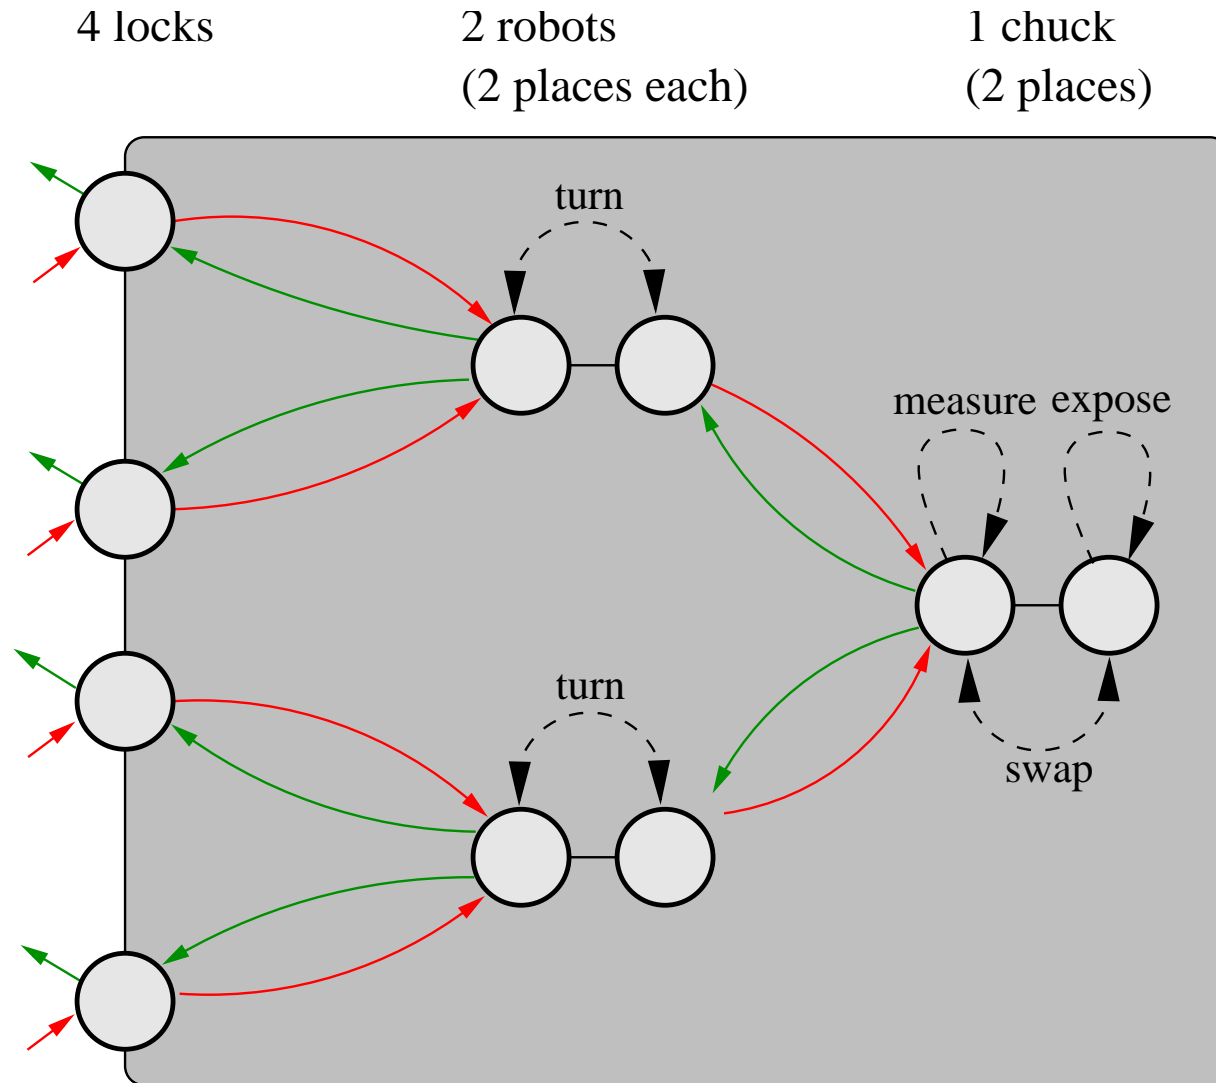 4 locks
2 robots
(2 places each)
1 chuck
(2 places)
turn
measure
expose
turn
swap